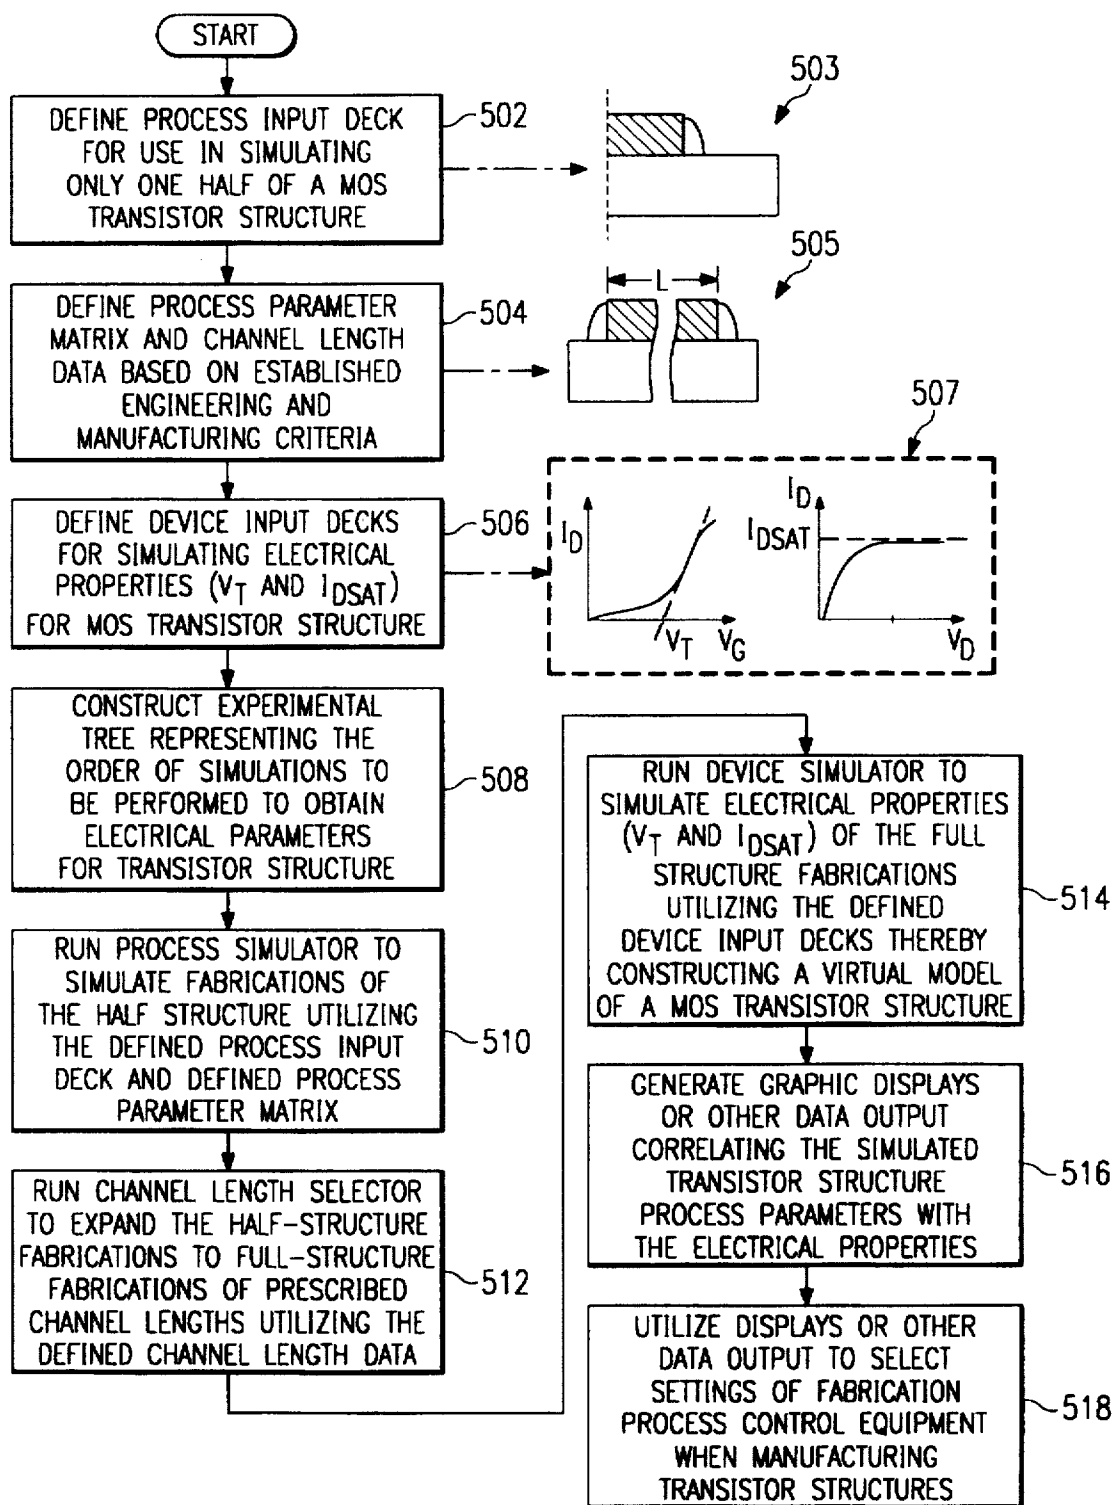 START
DEFINE PROCESS INPUT DECK
FOR USE IN SIMULATING
ONLY ONE HALF OF A MOS
TRANSISTOR STRUCTURE
502
503
DEFINE PROCESS PARAMETER
MATRIX AND CHANNEL LENGTH
DATA BASED ON ESTABLISHED
ENGINEERING AND
MANUFACTURING CRITERIA
504
L
505
DEFINE DEVICE INPUT DECKS
FOR SIMULATING ELECTRICAL
PROPERTIES (VT AND IDSAT)
FOR MOS TRANSISTOR STRUCTURE
506
507
ID
VT
VG
ID
IDSAT
VD
CONSTRUCT EXPERIMENTAL
TREE REPRESENTING THE
ORDER OF SIMULATIONS TO
BE PERFORMED TO OBTAIN
ELECTRICAL PARAMETERS
FOR TRANSISTOR STRUCTURE
508
RUN PROCESS SIMULATOR TO
SIMULATE FABRICATIONS OF
THE HALF STRUCTURE UTILIZING
THE DEFINED PROCESS INPUT
DECK AND DEFINED PROCESS
PARAMETER MATRIX
510
RUN CHANNEL LENGTH SELECTOR
TO EXPAND THE HALF-STRUCTURE
FABRICATIONS TO FULL-STRUCTURE
FABRICATIONS OF PRESCRIBED
CHANNEL LENGTHS UTILIZING THE
DEFINED CHANNEL LENGTH DATA
512
RUN DEVICE SIMULATOR TO
SIMULATE ELECTRICAL PROPERTIES
(VT AND IDSAT) OF THE FULL
STRUCTURE FABRICATIONS
UTILIZING THE DEFINED
DEVICE INPUT DECKS THEREBY
CONSTRUCTING A VIRTUAL MODEL
OF A MOS TRANSISTOR STRUCTURE
514
GENERATE GRAPHIC DISPLAYS
OR OTHER DATA OUTPUT
CORRELATING THE SIMULATED
TRANSISTOR STRUCTURE
PROCESS PARAMETERS WITH
THE ELECTRICAL PROPERTIES
516
UTILIZE DISPLAYS OR OTHER
DATA OUTPUT TO SELECT
SETTINGS OF FABRICATION
PROCESS CONTROL EQUIPMENT
WHEN MANUFACTURING
TRANSISTOR STRUCTURES
518